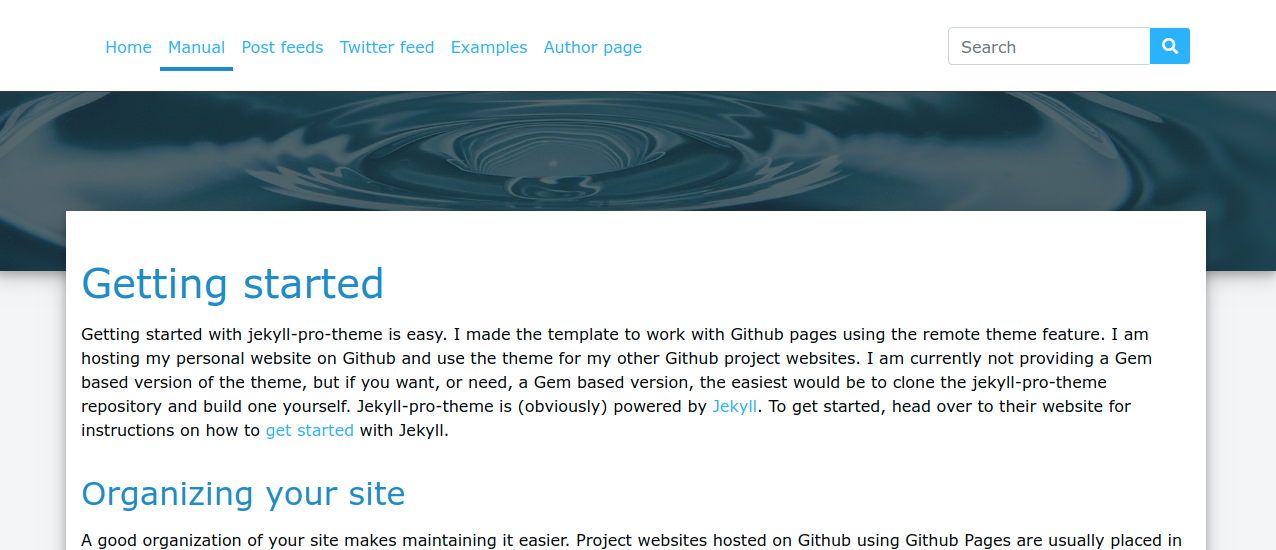 Home Manual Post feeds Twitter feed Examples Author page Search
Getting started
Getting started with jekyll-pro-theme is easy. I made the template to work with Github pages using the remote theme feature. I am
hosting my personal website on Github and use the theme for my other Github project websites. I am currently not providing a Gem
based version of the theme, but if you want, or need, a Gem based version, the easiest would be to clone the jekyll-pro-theme
repository and build one yourself. Jekyll-pro-theme is (obviously) powered by Jekyll. To get started, head over to their website for
instructions on how to get started with Jekyll.
Organizing your site
A good organization of your site makes maintaining it easier. Project websites hosted on Github using Github Pages are usually placed in